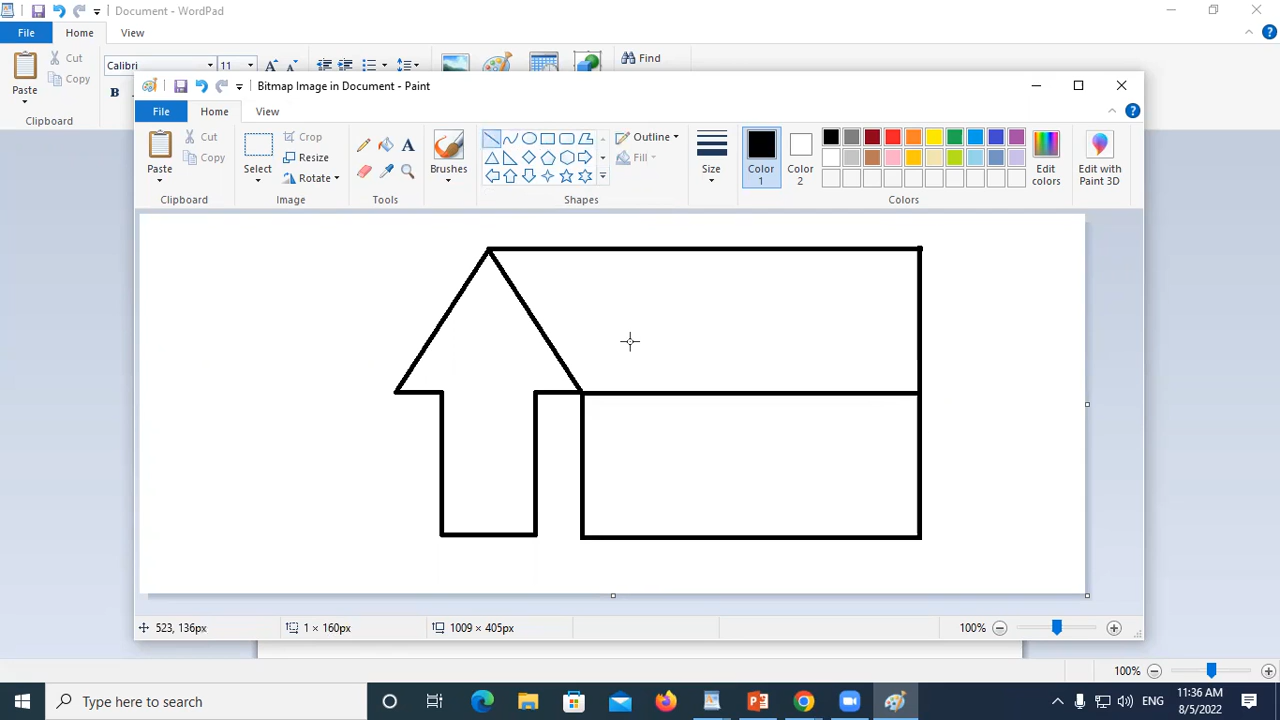 Document - WordPad
File Home View
Cut
Copy
Paste
Clipboard
Calibri 11
B
Find
Bitmap Image in Document - Paint
File Home View
Paste
Cut
Copy
Clipboard
Select
Crop
Resize
Rotate
Image
Tools
Brushes
Outline
Fill
Shapes
Size
Color 1
Color 2
Edit colors
Edit with Paint 3D
Colors
523, 136px
1 × 160px
1009 × 405px
100%
100%
Type here to search
ENG
11:36 AM
8/5/2022